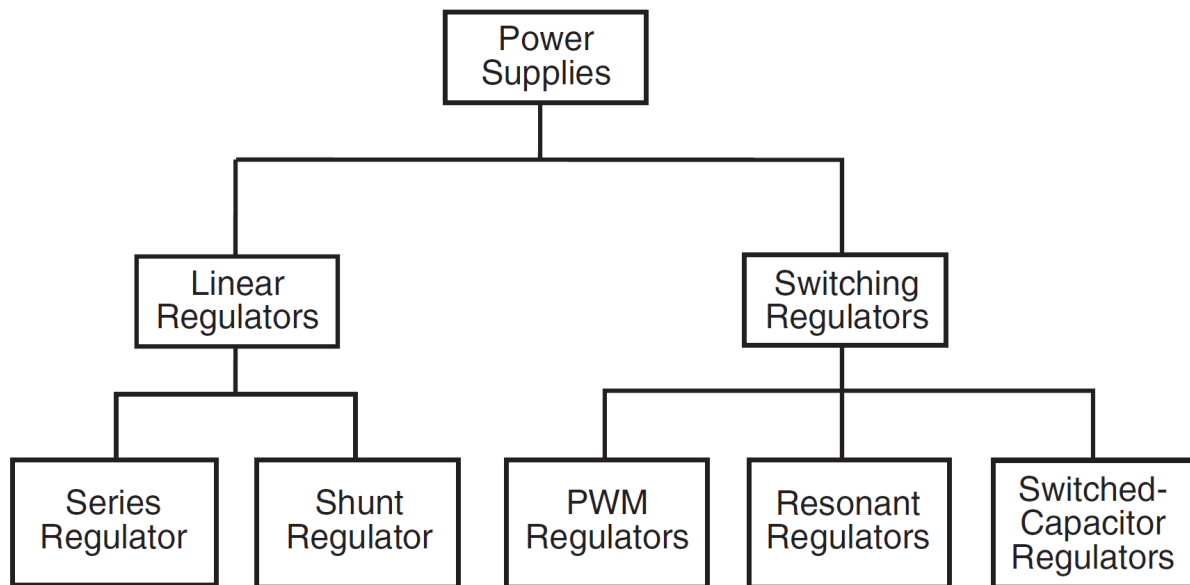 Power
Supplies
Linear
Regulators
Switching
Regulators
Series
Regulator
Shunt
Regulator
PWM
Regulators
Resonant
Regulators
Switched-
Capacitor
Regulators